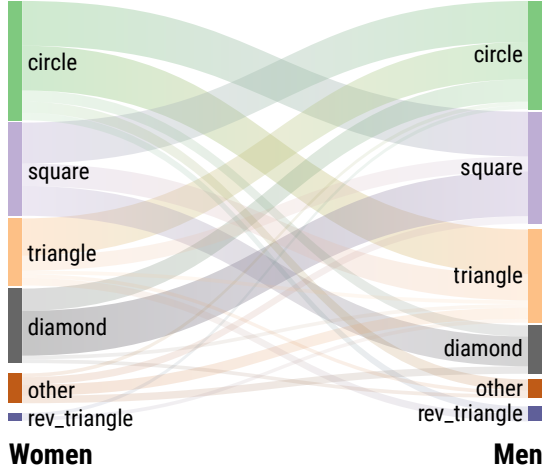 circle
square
triangle
diamond
other
rev_triangle
Women
circle
square
triangle
diamond
other
rev_triangle
Men